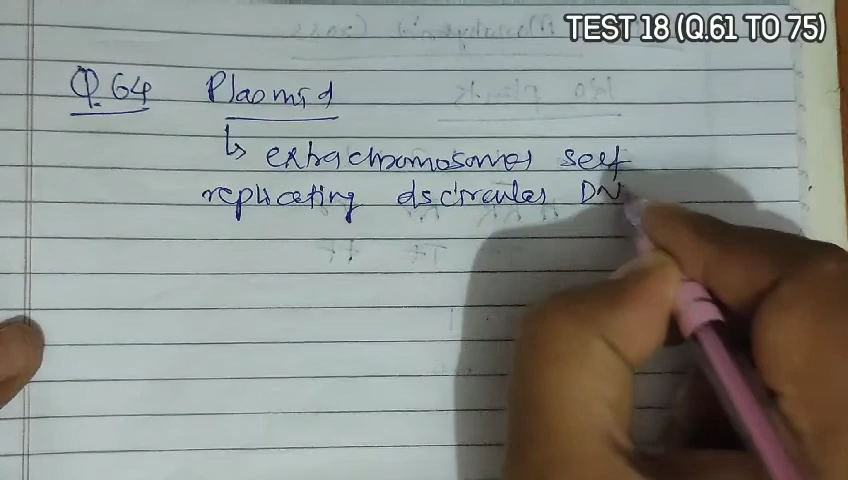 TEST 18 (Q.61 TO 75)
Q.64 Plasmid
↳ extrachromosomal self
replicating ds circular DN